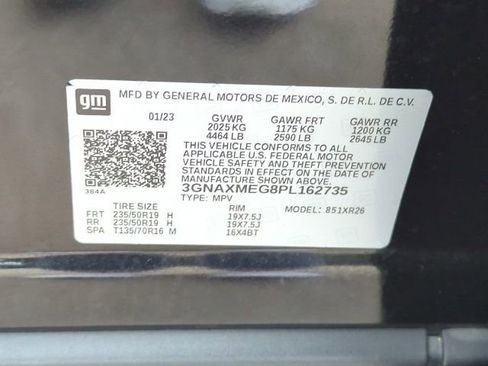 gm
MFD BY GENERAL MOTORS DE MEXICO, S. DE R.L. DE C.V.
01/23 GVWR GAWR FRT GAWR RR
2025 KG 1175 KG 1200 KG
4464 LB 2590 LB 2645 LB
THIS VEHICLE CONFORMS TO ALL
APPLICABLE U.S. FEDERAL MOTOR
VEHICLE SAFETY AND THEFT PREVENTION
STANDARDS IN EFFECT ON THE DATE OF
MANUFACTURE SHOWN ABOVE.
3GNAXMEG8PL162735
384A
TYPE: MPV
TIRE SIZE RIM MODEL: 851XR26
FRT 235/50R19 H 19X7.5J
RR 235/50R19 H 19X7.5J
SPA T135/70R16 M 16X4BT